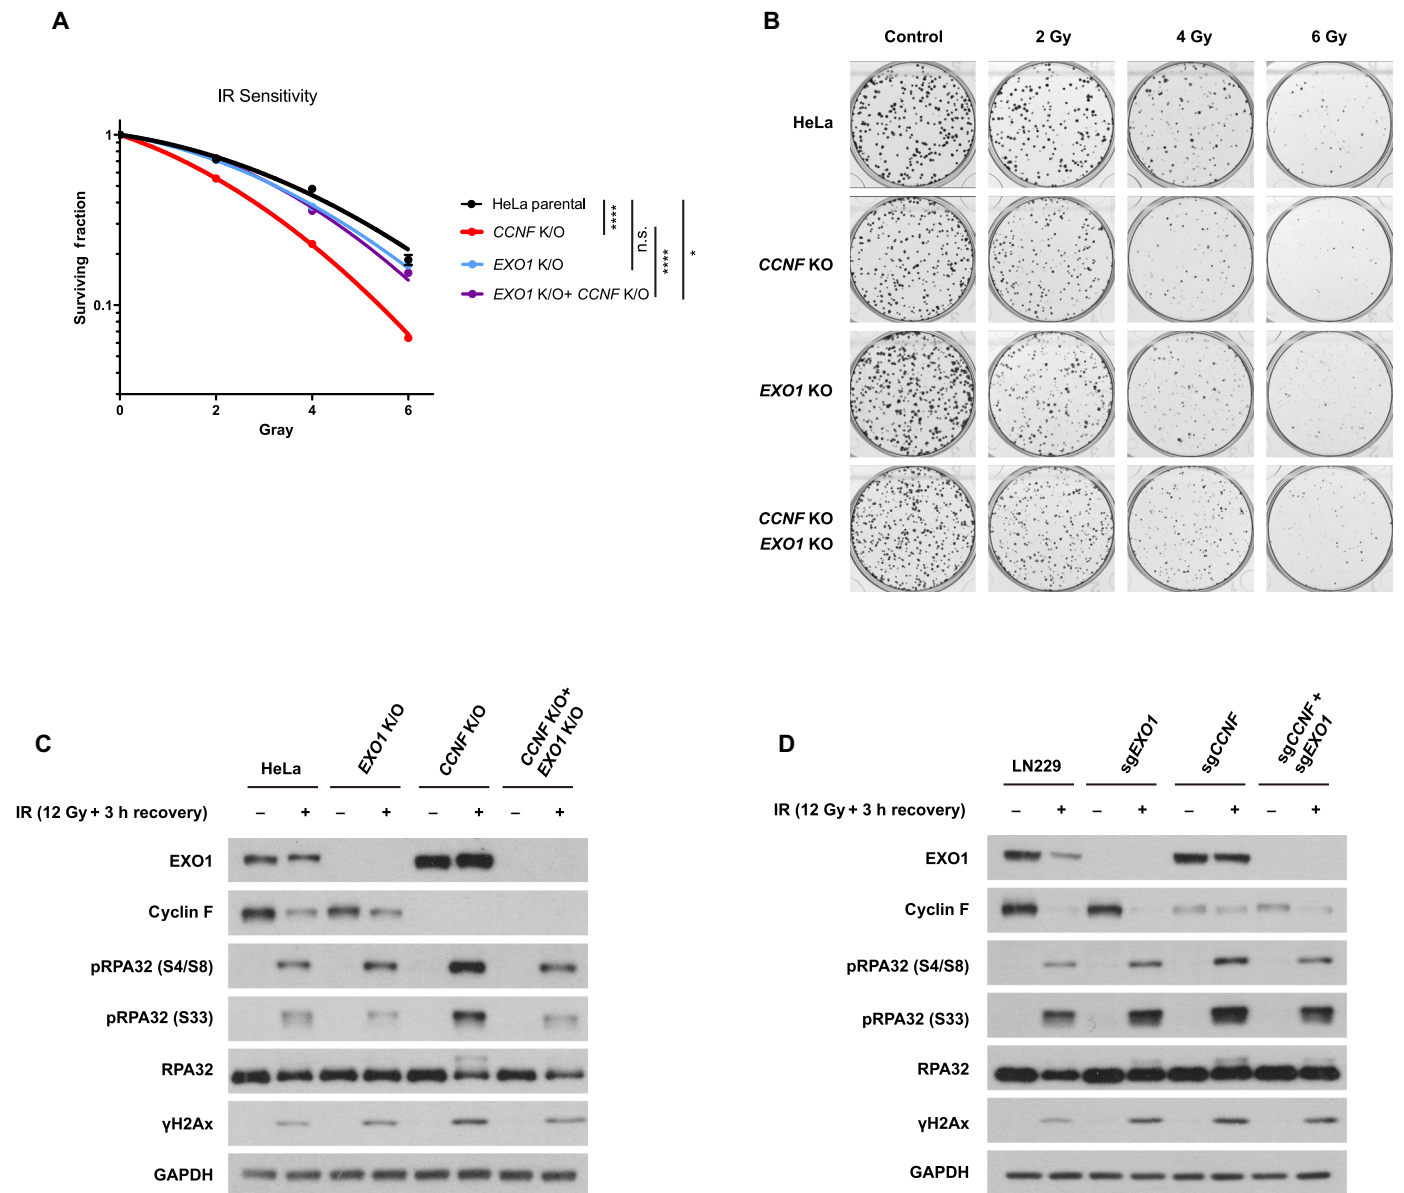 A
IR Sensitivity
1
0.1
Surviving fraction
0
2
4
6
Gray
HeLa parental
CCNF K/O
EXO1 K/O
EXO1 K/O+ CCNF K/O
****
n.s.
****
*
B
Control 2 Gy 4 Gy 6 Gy
HeLa
CCNF KO
EXO1 KO
CCNF KO
EXO1 KO
C
HeLa
EXO1 K/O
CCNF K/O
CCNF K/O+
EXO1 K/O
IR (12 Gy + 3 h recovery) – + – + – + – +
EXO1
Cyclin F
pRPA32 (S4/S8)
pRPA32 (S33)
RPA32
γH2Ax
GAPDH
D
LN229
sgEXO1
sgCCNF
sgCCNF +
sgEXO1
IR (12 Gy + 3 h recovery) – + – + – + – +
EXO1
Cyclin F
pRPA32 (S4/S8)
pRPA32 (S33)
RPA32
γH2Ax
GAPDH